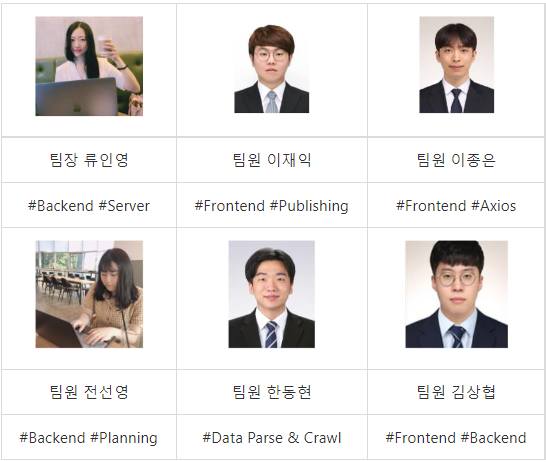 팀장 류인영
팀원 이재익
팀원 이종은
#Backend #Server
#Frontend #Publishing
#Frontend #Axios
팀원 전선영
팀원 한동현
팀원 김상협
#Backend #Planning
#Data Parse & Crawl
#Frontend #Backend